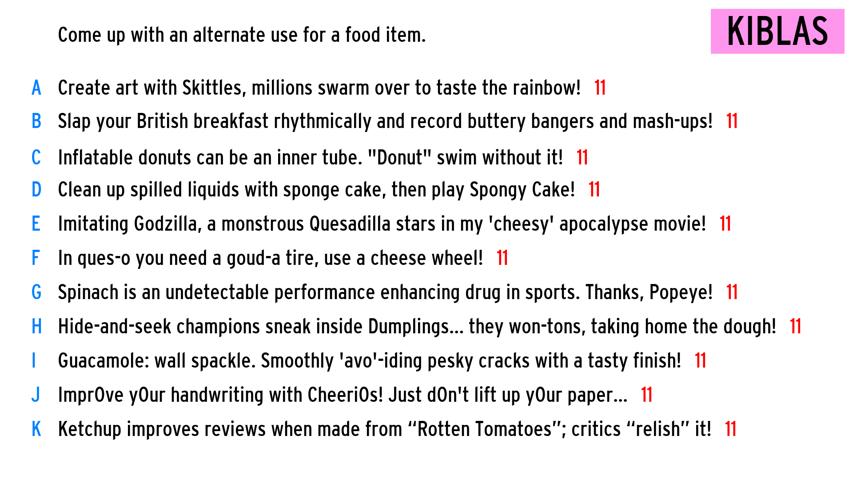 Come up with an alternate use for a food item.
KIBLAS
A Create art with Skittles, millions swarm over to taste the rainbow! 11
B Slap your British breakfast rhythmically and record buttery bangers and mash-ups! 11
C Inflatable donuts can be an inner tube. "Donut" swim without it! 11
D Clean up spilled liquids with sponge cake, then play Spongy Cake! 11
E Imitating Godzilla, a monstrous Quesadilla stars in my 'cheesy' apocalypse movie! 11
F In ques-o you need a goud-a tire, use a cheese wheel! 11
G Spinach is an undetectable performance enhancing drug in sports. Thanks, Popeye! 11
H Hide-and-seek champions sneak inside Dumplings... they won-tons, taking home the dough! 11
I Guacamole: wall spackle. Smoothly 'avo'-iding pesky cracks with a tasty finish! 11
J Impr0ve y0ur handwriting with Cheeri0s! Just d0n't lift up y0ur paper... 11
K Ketchup improves reviews when made from “Rotten Tomatoes”; critics “relish” it! 11